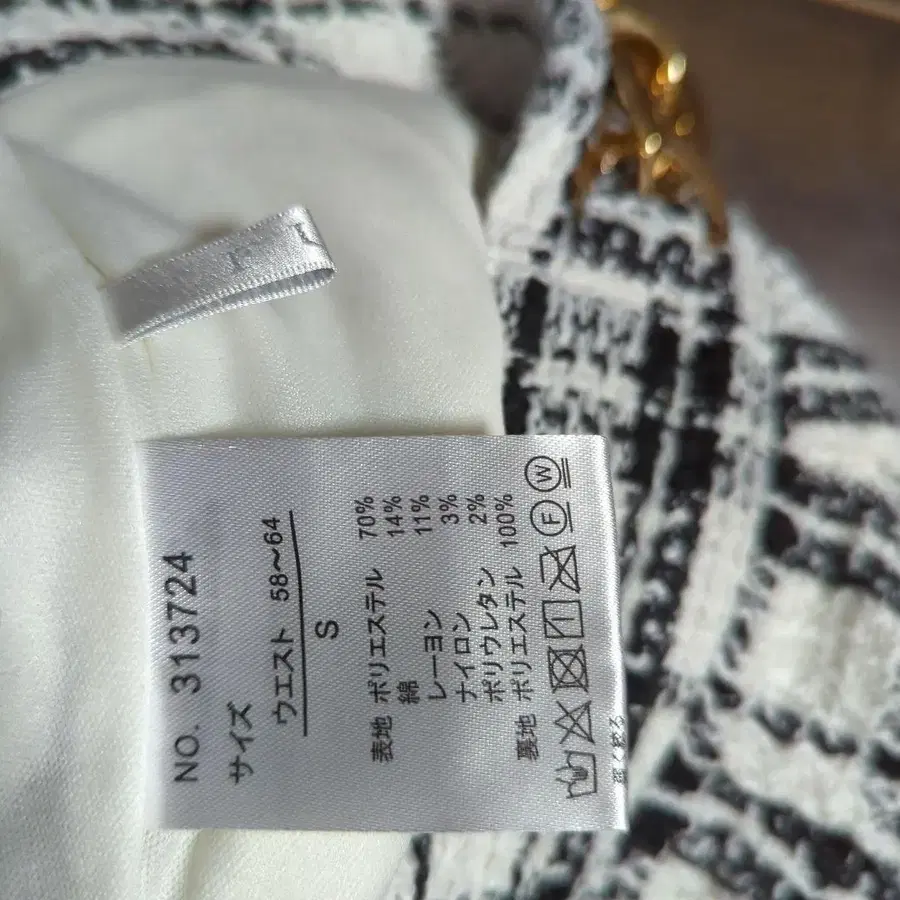 NO. 313724
サイズ
ウエスト 58〜64
S
表地 ポリエステル 70%
綿 14%
レーヨン 11%
ナイロン 3%
ポリウレタン 2%
裏地 ポリエステル 100%
F W